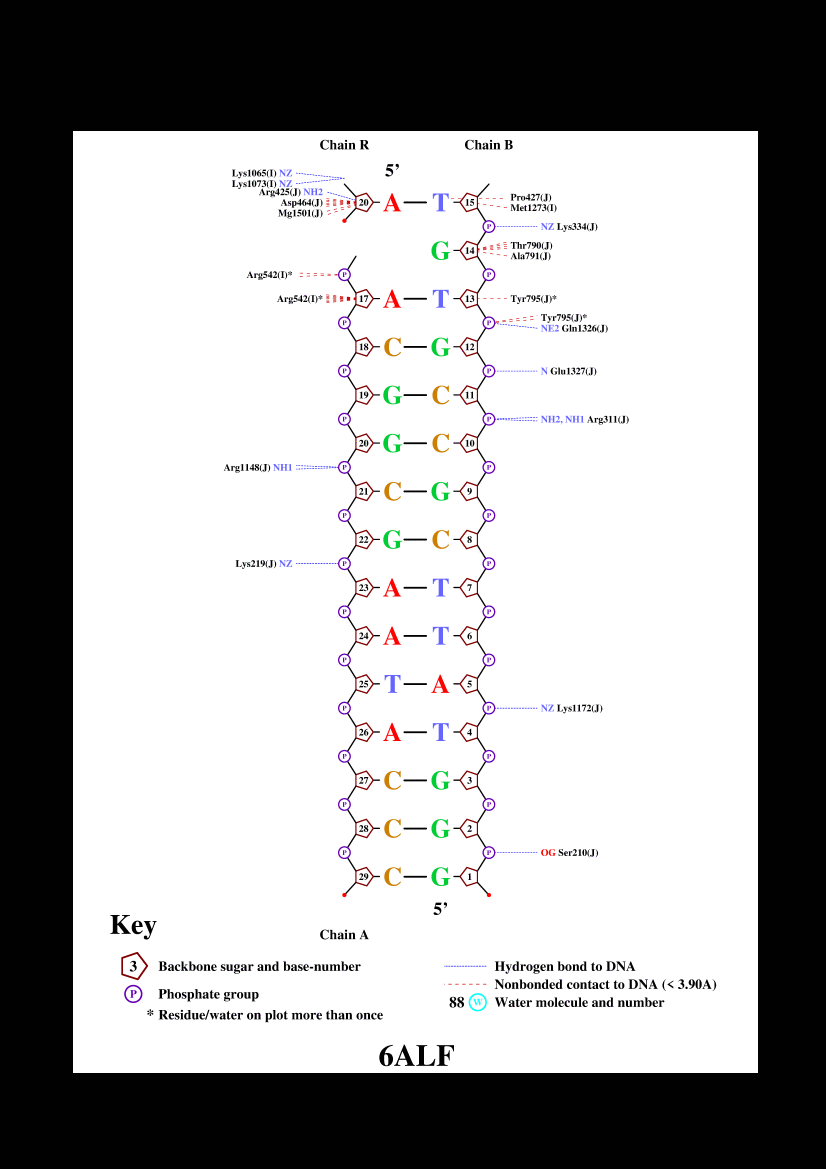 Chain R Chain B
5’
Lys1065(I) NZ
Lys1073(I) NZ
Arg425(J) NH2
Asp464(J)
Mg1501(J)
20 A T 15 Pro427(J)
Met1273(I)
P NZ Lys334(J)
G 14 Thr790(J)
Ala791(J)
Arg542(I)* P P
Arg542(I)* 17 A T 13 Tyr795(J)*
P P Tyr795(J)*
NE2 Gln1326(J)
18 C G 12
P P N Glu1327(J)
19 G C 11
P P NH2, NH1 Arg311(J)
20 G C 10
Arg1148(J) NH1 P P
21 C G 9
P P
22 G C 8
Lys219(J) NZ P P
23 A T 7
P P
24 A T 6
P P
25 T A 5
P P NZ Lys1172(J)
26 A T 4
P P
27 C G 3
P P
28 C G 2
P P OG Ser210(J)
29 C G 1
5’
Key
Chain A
3 Backbone sugar and base-number
P Phosphate group
* Residue/water on plot more than once
Hydrogen bond to DNA
Nonbonded contact to DNA (< 3.90A)
88 W Water molecule and number
6ALF